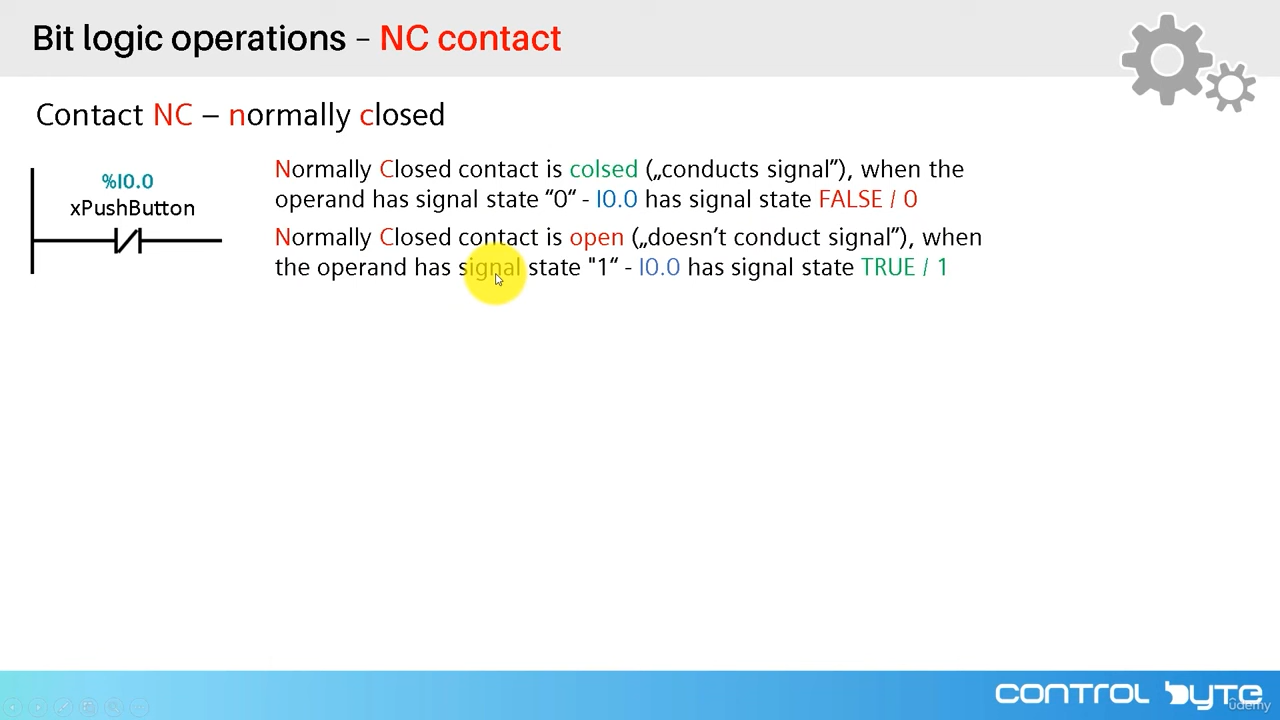 Bit logic operations – NC contact
Contact NC – normally closed
%I0.0
xPushButton
Normally Closed contact is colsed („conducts signal”), when the
operand has signal state “0“ - I0.0 has signal state FALSE / 0
Normally Closed contact is open („doesn’t conduct signal”), when
the operand has signal state "1“ - I0.0 has signal state TRUE / 1
CONTROL BYTE
ûdemy